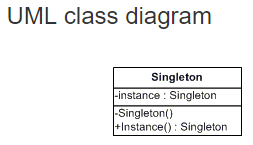 UML class diagram
Singleton
-instance : Singleton
-Singleton()
+Instance() : Singleton